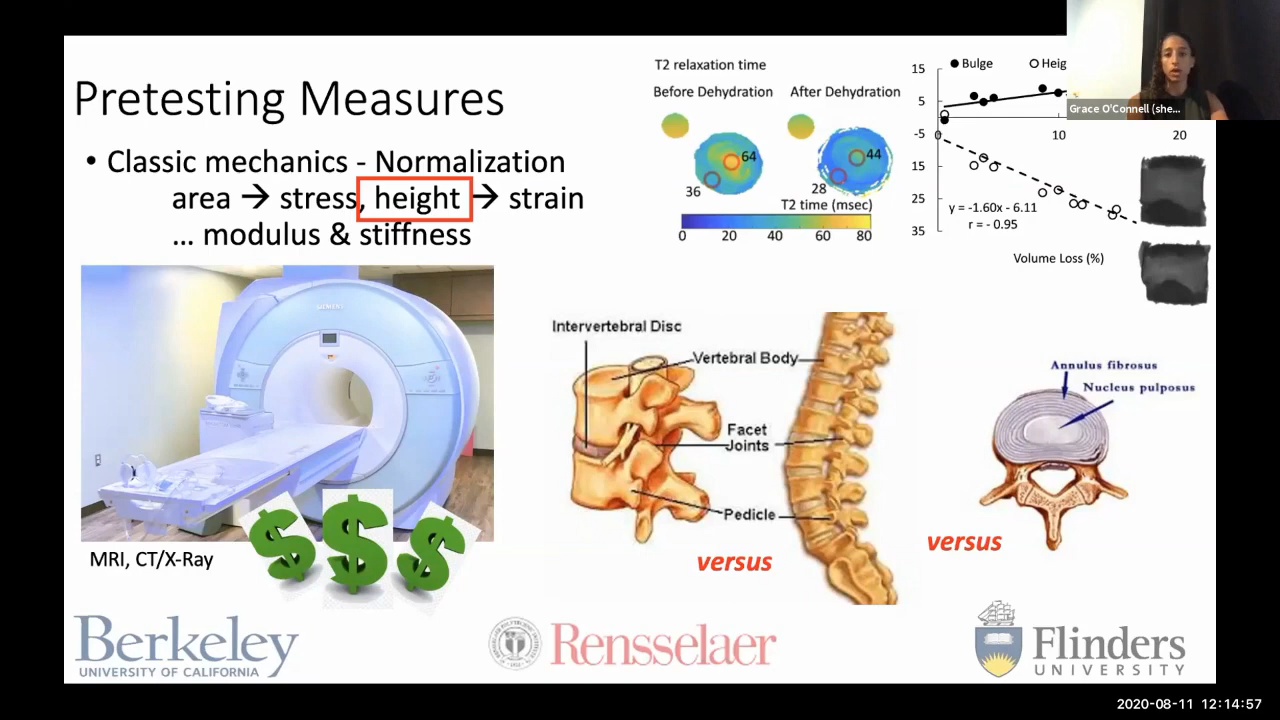 Pretesting Measures
• Classic mechanics - Normalization
area → stress, height → strain
... modulus & stiffness
MRI, CT/X-Ray
T2 relaxation time
Before Dehydration
After Dehydration
64
36
44
28
T2 time (msec)
0 20 40 60 80
Bulge
Heig
15
5
-5
15
25
35
0 10 20
y = -1.60x - 6.11
r = - 0.95
Volume Loss (%)
Grace O'Connell (she...
Intervertebral Disc
Vertebral Body
Facet
Joints
Pedicle
versus
versus
Annulus fibrosus
Nucleus pulposus
SIEMENS
Berkeley
UNIVERSITY OF CALIFORNIA
Rensselaer
Flinders
UNIVERSITY
2020-08-11 12:14:57